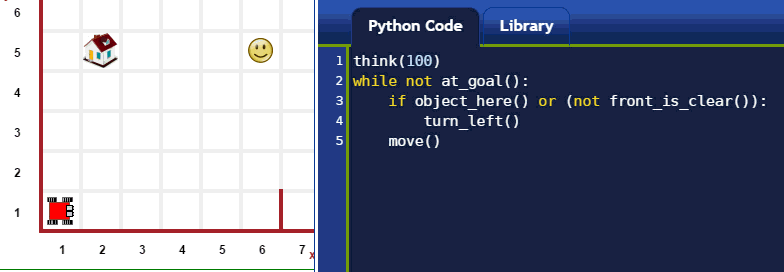 6
5
4
3
2
1
1 2 3 4 5 6 7 x
Python Code Library
1 think(100)
2 while not at_goal():
3     if object_here() or (not front_is_clear()):
4         turn_left()
5     move()